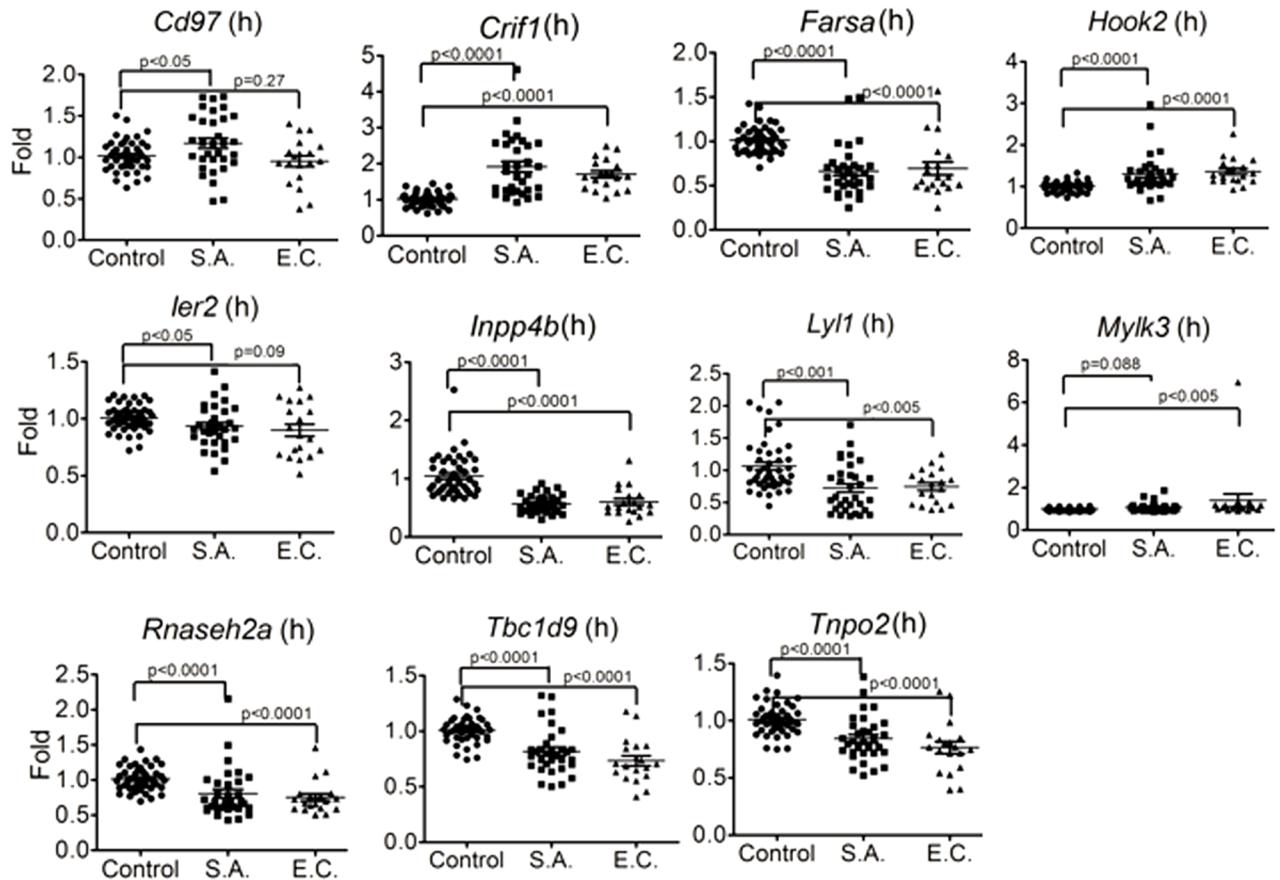 Cd97 (h)
p<0.05
p=0.27
2.0
1.5
1.0
0.5
0.0
Fold
Control S.A. E.C.
Crif1(h)
p<0.0001
p<0.0001
5
4
3
2
1
0
Control S.A. E.C.
Farsa(h)
p<0.0001
p<0.0001
2.0
1.5
1.0
0.5
0.0
Control S.A. E.C.
Hook2 (h)
p<0.0001
p<0.0001
4
3
2
1
0
Control S.A. E.C.
Ier2 (h)
p<0.05
p=0.09
1.5
1.0
0.5
0.0
Fold
Control S.A. E.C.
Inpp4b(h)
p<0.0001
p<0.0001
3
2
1
0
Control S.A. E.C.
Lyl1 (h)
p<0.001
p<0.005
2.5
2.0
1.5
1.0
0.5
0.0
Control S.A. E.C.
Mylk3 (h)
p=0.088
p<0.005
8
6
4
2
0
Control S.A. E.C.
Rnaseh2a (h)
p<0.0001
p<0.0001
2.5
2.0
1.5
1.0
0.5
0.0
Fold
Control S.A. E.C.
Tbc1d9 (h)
p<0.0001
p<0.0001
1.5
1.0
0.5
0.0
Control S.A. E.C.
Tnpo2(h)
p<0.0001
p<0.0001
1.5
1.0
0.5
0.0
Control S.A. E.C.